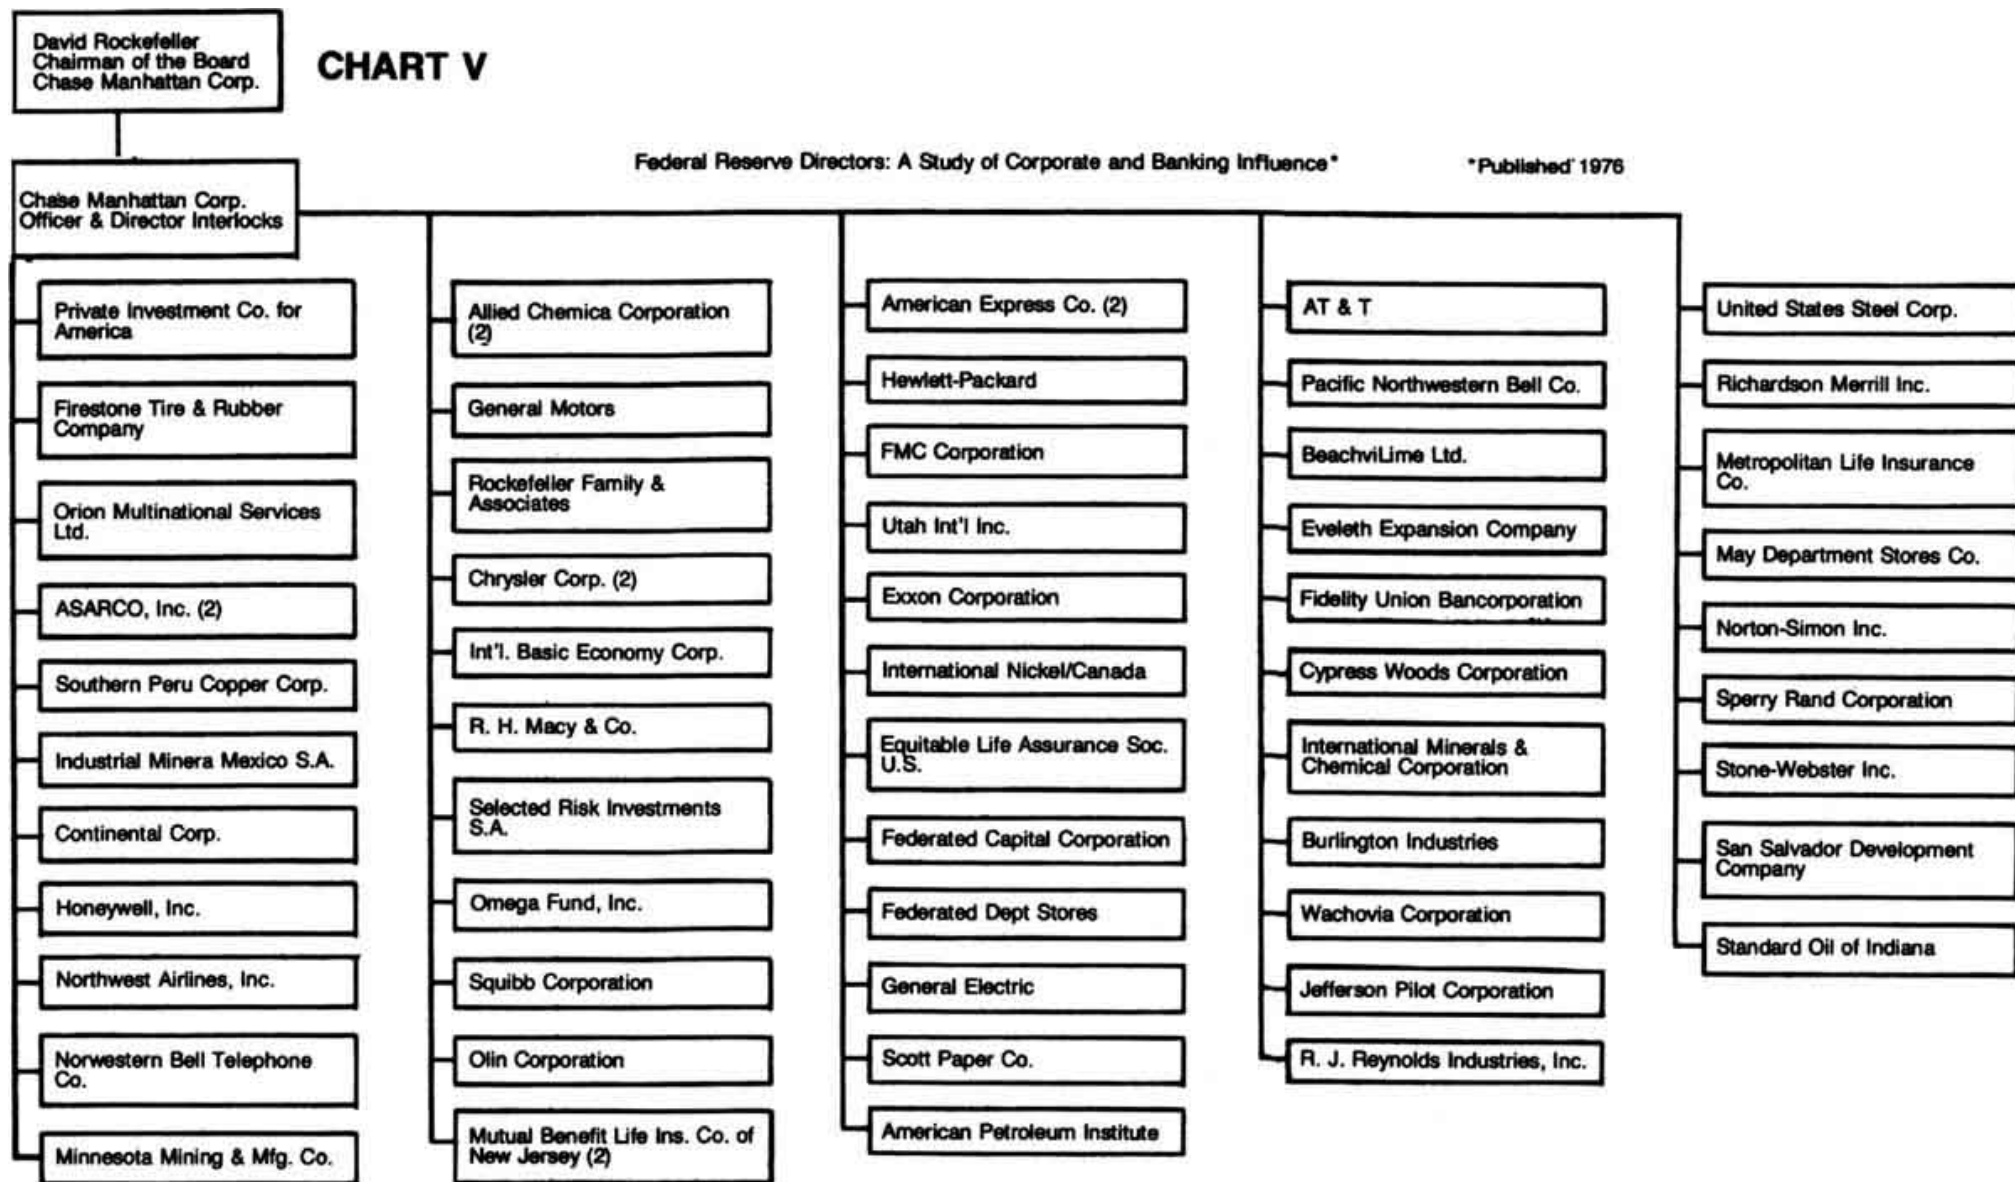 David Rockefeller
Chairman of the Board
Chase Manhattan Corp.
CHART V
Federal Reserve Directors: A Study of Corporate and Banking Influence*
*Published 1976
Chase Manhattan Corp.
Officer & Director Interlocks
Private Investment Co. for
America
Firestone Tire & Rubber
Company
Orion Multinational Services
Ltd.
ASARCO, Inc. (2)
Southern Peru Copper Corp.
Industrial Minera Mexico S.A.
Continental Corp.
Honeywell, Inc.
Northwest Airlines, Inc.
Norwestern Bell Telephone
Co.
Minnesota Mining & Mfg. Co.
Allied Chemica Corporation
(2)
General Motors
Rockefeller Family &
Associates
Chrysler Corp. (2)
Int'l. Basic Economy Corp.
R. H. Macy & Co.
Selected Risk Investments
S.A.
Omega Fund, Inc.
Squibb Corporation
Olin Corporation
Mutual Benefit Life Ins. Co. of
New Jersey (2)
American Express Co. (2)
Hewlett-Packard
FMC Corporation
Utah Int'l Inc.
Exxon Corporation
International Nickel/Canada
Equitable Life Assurance Soc.
U.S.
Federated Capital Corporation
Federated Dept Stores
General Electric
Scott Paper Co.
American Petroleum Institute
AT & T
Pacific Northwestern Bell Co.
BeachviLime Ltd.
Eveleth Expansion Company
Fidelity Union Bancorporation
Cypress Woods Corporation
International Minerals &
Chemical Corporation
Burlington Industries
Wachovia Corporation
Jefferson Pilot Corporation
R. J. Reynolds Industries, Inc.
United States Steel Corp.
Richardson Merrill Inc.
Metropolitan Life Insurance
Co.
May Department Stores Co.
Norton-Simon Inc.
Sperry Rand Corporation
Stone-Webster Inc.
San Salvador Development
Company
Standard Oil of Indiana